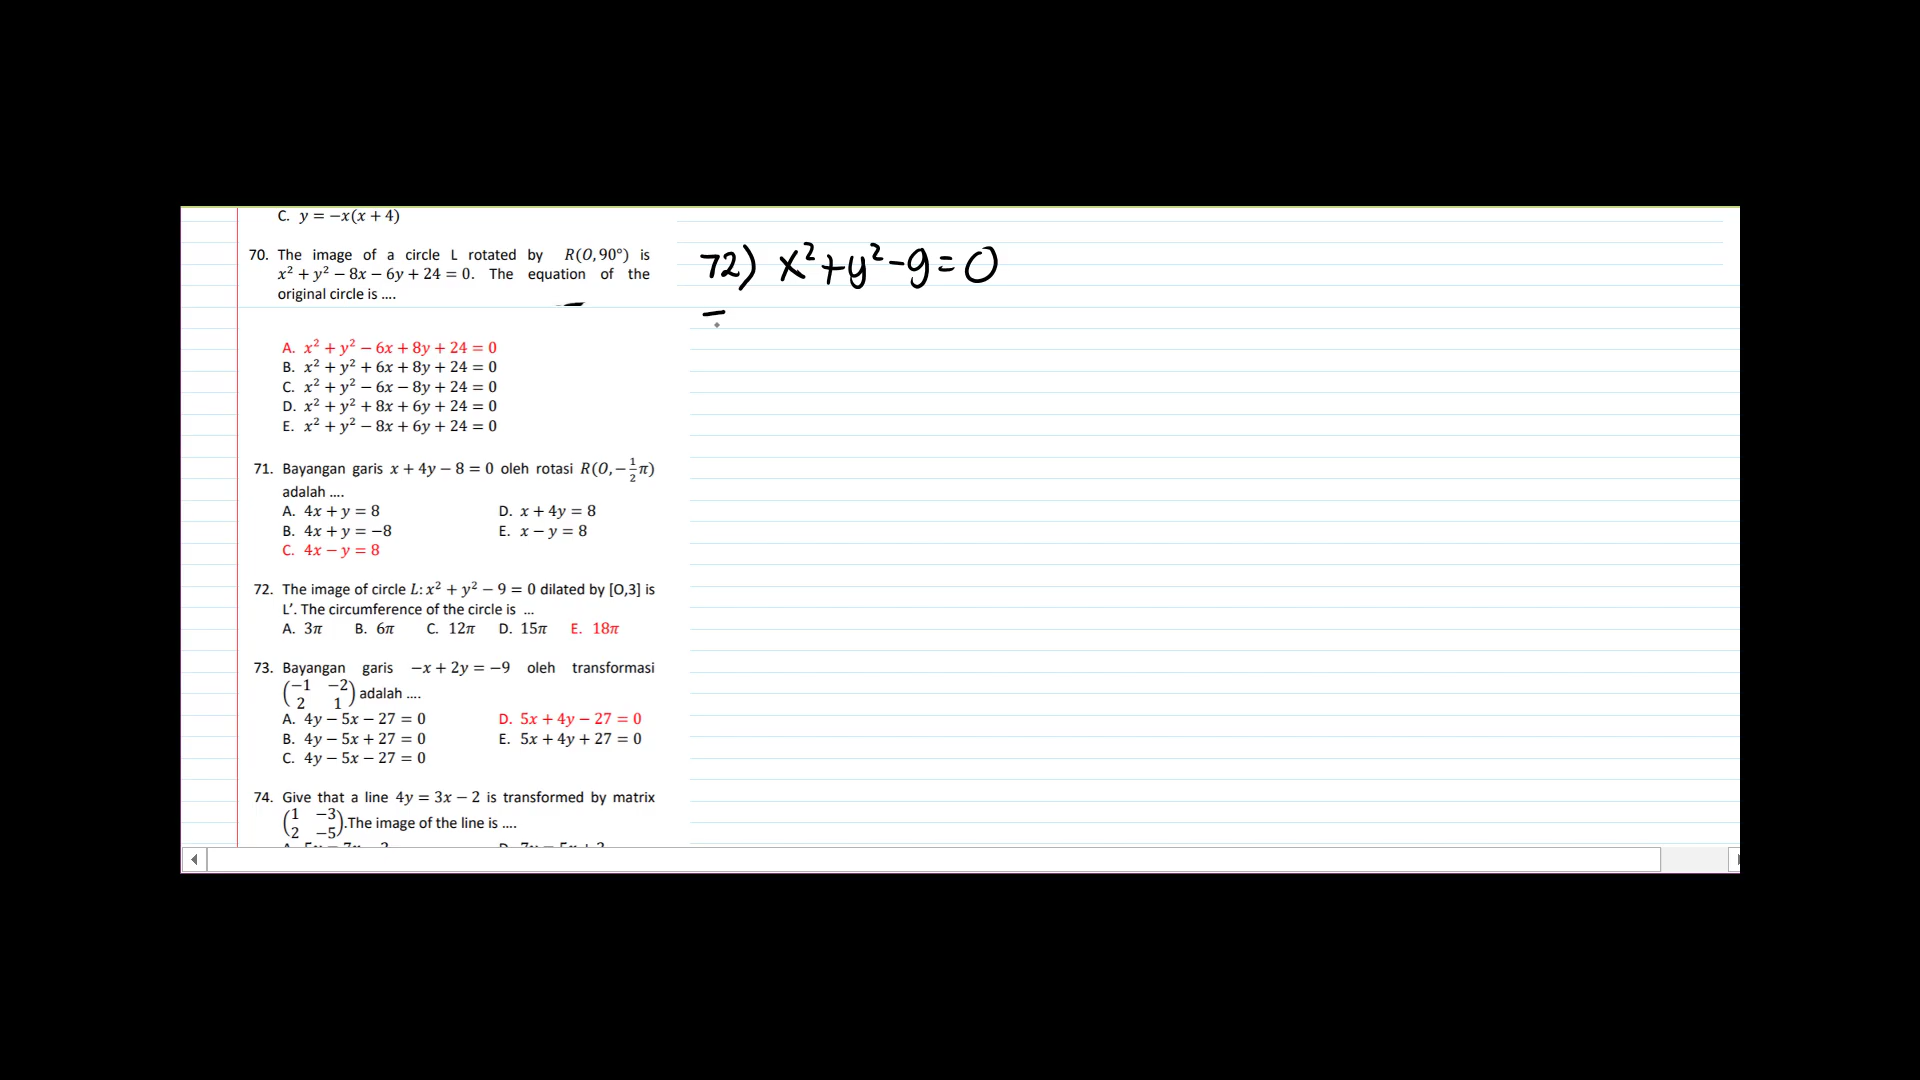 C. y = −x(x + 4)
70. The image of a circle L rotated by R(O, 90°) is
x² + y² − 8x − 6y + 24 = 0. The equation of the
original circle is ....
A. x² + y² − 6x + 8y + 24 = 0
B. x² + y² + 6x + 8y + 24 = 0
C. x² + y² − 6x − 8y + 24 = 0
D. x² + y² + 8x + 6y + 24 = 0
E. x² + y² − 8x + 6y + 24 = 0
71. Bayangan garis x + 4y − 8 = 0 oleh rotasi R(O, −½π)
adalah ....
A. 4x + y = 8 D. x + 4y = 8
B. 4x + y = −8 E. x − y = 8
C. 4x − y = 8
72. The image of circle L: x² + y² − 9 = 0 dilated by [O,3] is
L’. The circumference of the circle is ...
A. 3π B. 6π C. 12π D. 15π E. 18π
73. Bayangan garis −x + 2y = −9 oleh transformasi
(−1 −2
2 1) adalah ....
A. 4y − 5x − 27 = 0 D. 5x + 4y − 27 = 0
B. 4y − 5x + 27 = 0 E. 5x + 4y + 27 = 0
C. 4y − 5x − 27 = 0
74. Give that a line 4y = 3x − 2 is transformed by matrix
(1 −3
2 −5).The image of the line is ....
72) x² + y² - 9 = 0